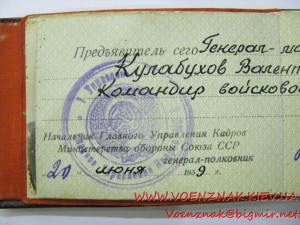 Предъявитель сего Генерал-ма
Кулабухов Валент
Командир войсково
Начальник Главного Управления Кадров
Министерства обороны Союза ССР
генерал-полковник
20 июня 1959 г.
WWW.VOENZNAK.KIEV.UA
Voenznak@bigmir.net